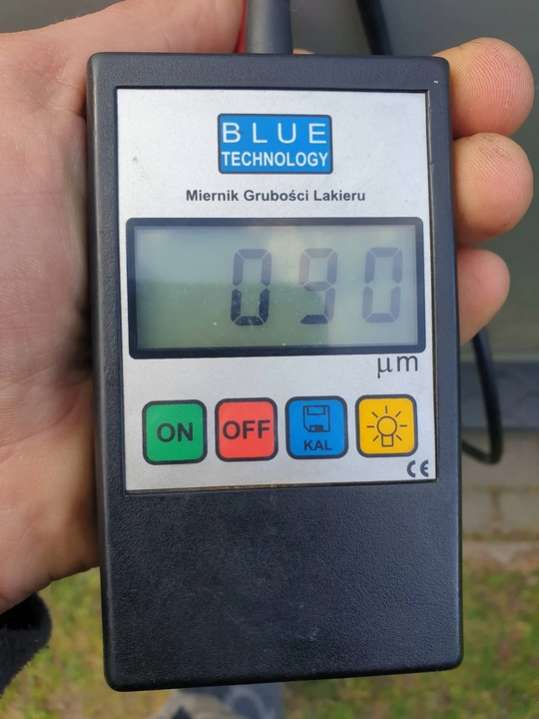 BLUE
TECHNOLOGY
Miernik Grubości Lakieru
090
μm
ON
OFF
KAL
CE